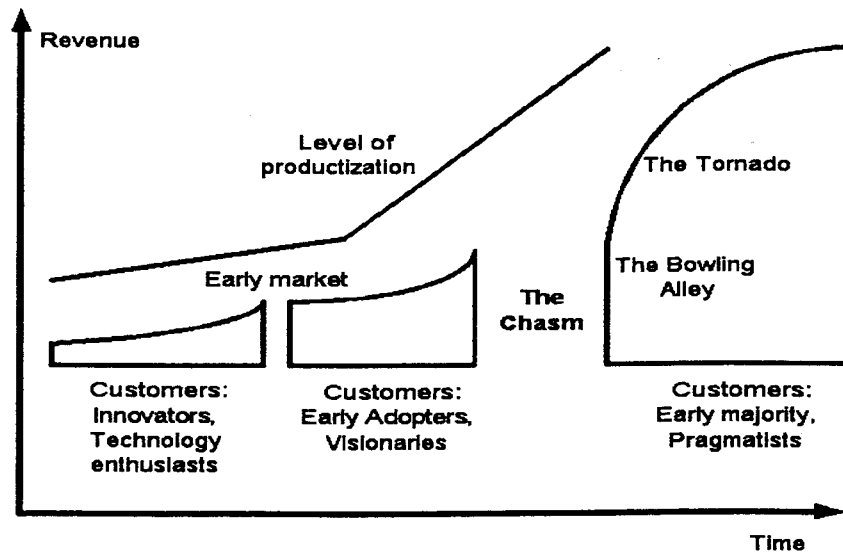 Revenue
Level of
productization
The Tornado
Early market
The Bowling
Alley
The
Chasm
Customers:
Innovators,
Technology
enthusiasts
Customers:
Early Adopters,
Visionaries
Customers:
Early majority,
Pragmatists
Time